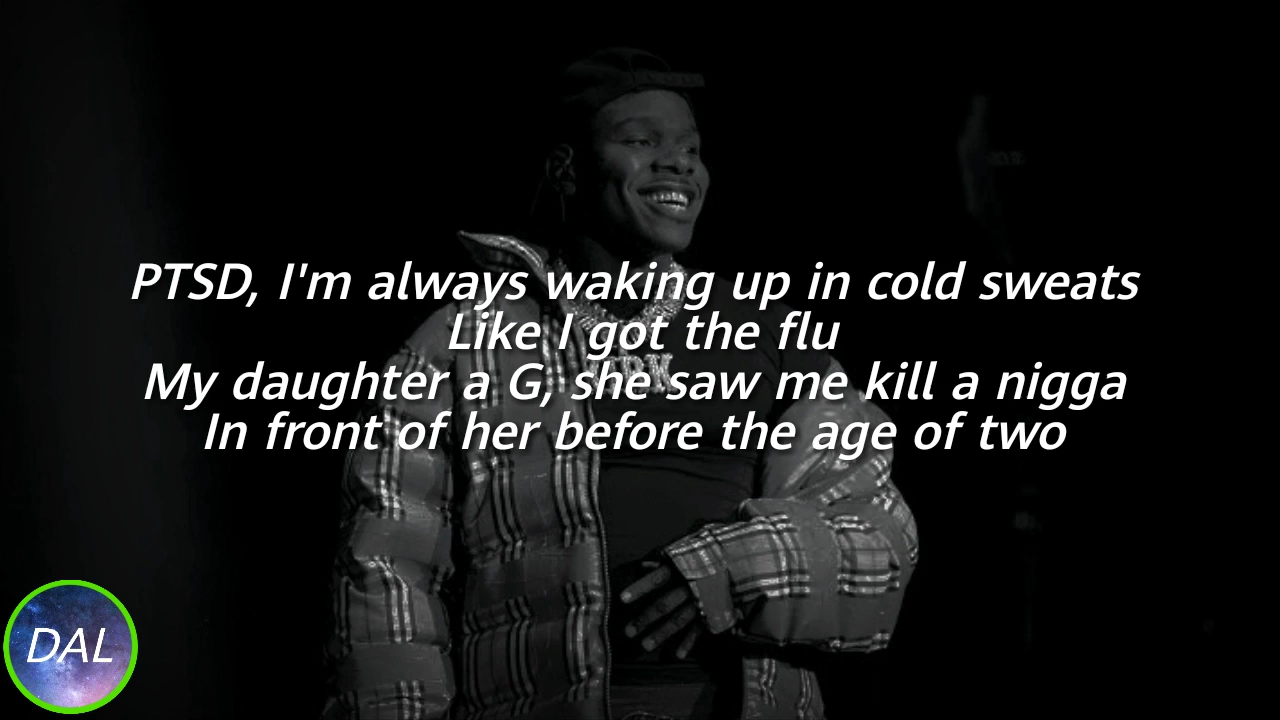 PTSD, I'm always waking up in cold sweats
Like I got the flu
My daughter a G, she saw me kill a nigga
In front of her before the age of two
DAL